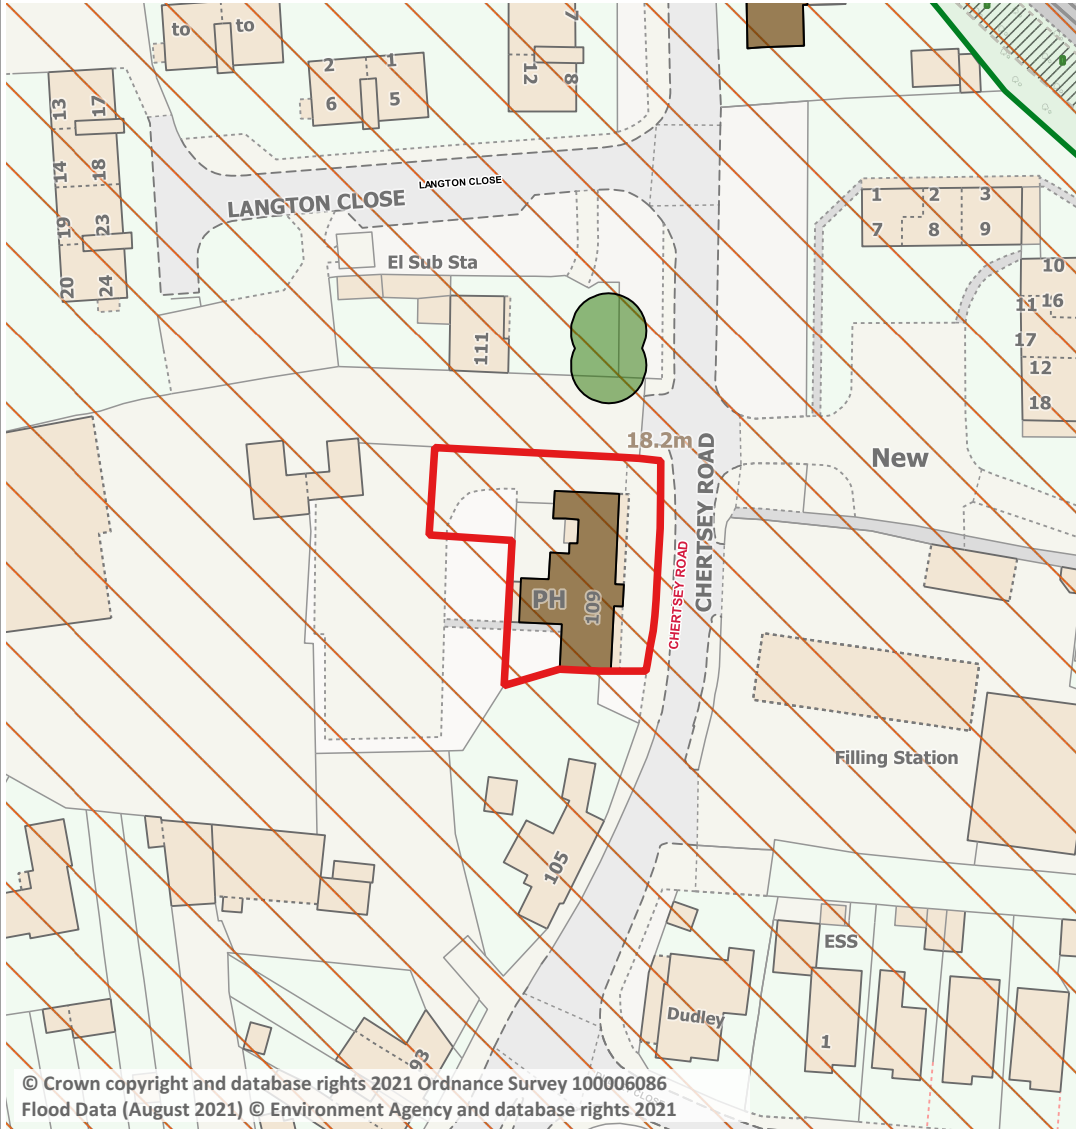 to
to
7
2
1
12
8
6
5
13
17
14
18
LANGTON CLOSE
LANGTON CLOSE
1
2
3
7
8
9
19
23
El Sub Sta
10
20
24
11
16
111
17
12
18
18.2m
New
CHERTSEY ROAD
CHERTSEY ROAD
PH
109
Filling Station
105
ESS
Dudley
1
93
© Crown copyright and database rights 2021 Ordnance Survey 100006086
Flood Data (August 2021) © Environment Agency and database rights 2021